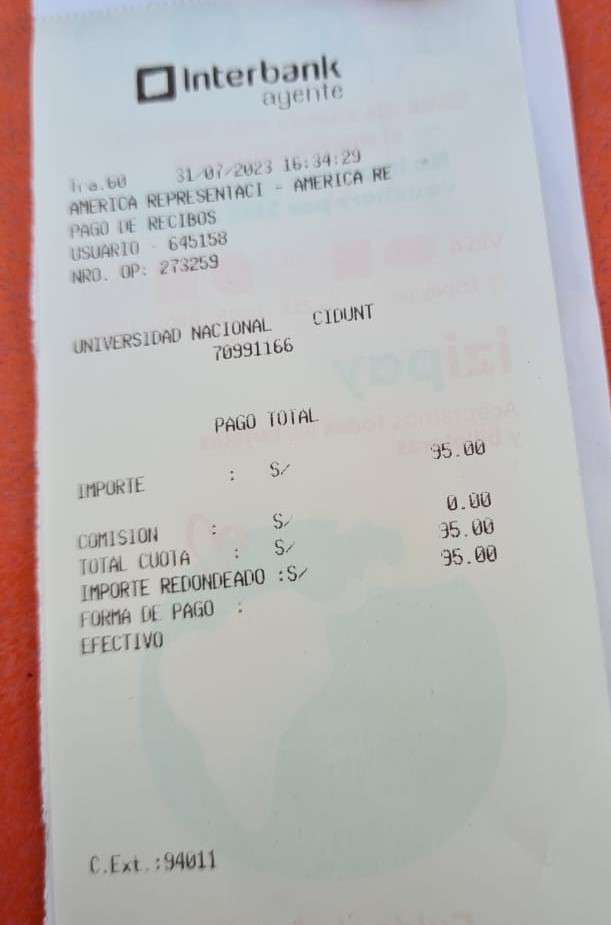 Interbank
agente
Tra.60 31/07/2023 16:34:29
AMERICA REPRESENTACI - AMERICA RE
PAGO DE RECIBOS
USUARIO - 645158
NRO. OP: 273259
UNIVERSIDAD NACIONAL CIDUNT
70991166
PAGO TOTAL
IMPORTE : S/ 95.00
COMISION : S/ 0.00
TOTAL CUOTA : S/ 95.00
IMPORTE REDONDEADO :S/ 95.00
FORMA DE PAGO :
EFECTIVO
C.Ext.:94011
izipay